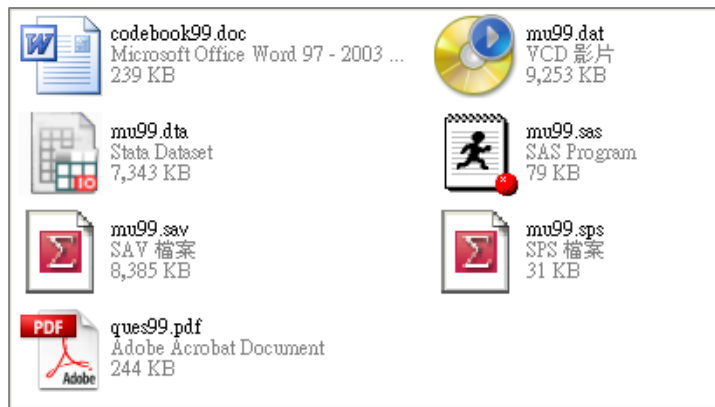 codebook99.doc
Microsoft Office Word 97 - 2003 ...
239 KB
mu99.dat
VCD 影片
9,253 KB
mu99.dta
Stata Dataset
7,343 KB
mu99.sas
SAS Program
79 KB
mu99.sav
SAV 檔案
8,385 KB
mu99.sps
SPS 檔案
31 KB
PDF
Adobe
ques99.pdf
Adobe Acrobat Document
244 KB